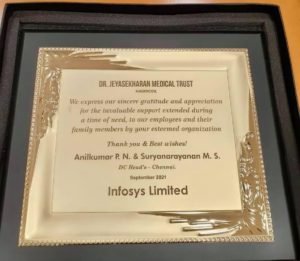 DR. JEYASEKHARAN MEDICAL TRUST
NAGERCOIL
We express our sincere gratitude and appreciation
for the invaluable support extended during
a time of need, to our employees and their
family members by your esteemed organization
Thank you & Best wishes!
Anilkumar P. N. & Suryanarayanan M. S.
DC Head's - Chennai.
September 2021
Infosys Limited